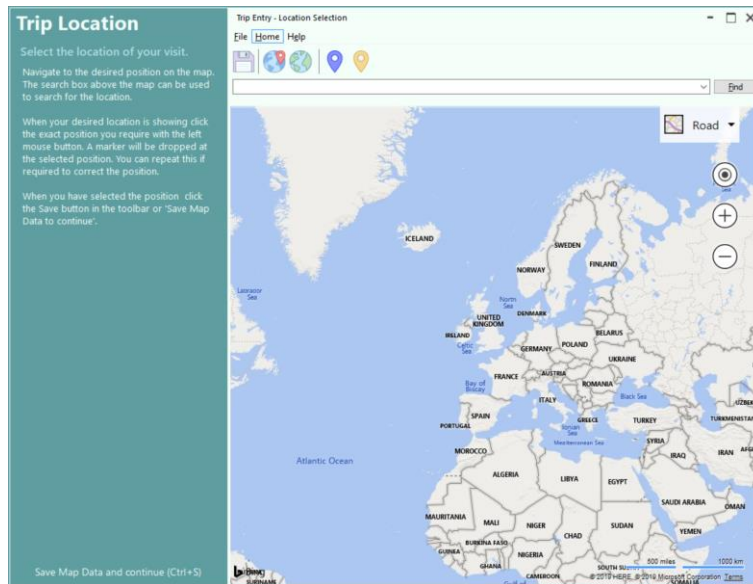 Trip Location
Select the location of your visit.
Navigate to the desired position on the map.
The search box above the map can be used
to search for the location.
When your desired location is showing click
the exact position you require with the left
mouse button. A marker will be dropped at
the selected position. You can repeat this if
required to correct the position.
When you have selected the position click
the Save button in the toolbar or 'Save Map
Data to continue'.
Save Map Data and continue (Ctrl+S)
Trip Entry - Location Selection
File Home Help
Find
Road
ICELAND
SWEDEN
FINLAND
NORWAY
Labrador
Sea
North
Sea
DENMARK
UNITED
KINGDOM
IRELAND
Celtic
Sea
BELARUS
POLAND
GERMANY
UKRAINE
FRANCE
AUSTRIA
Bay of
Biscay
ROMANIA
ITALY
Black Sea
SPAIN
PORTUGAL
GREECE
Ionian
Sea
TURKEY
Mediterranean Sea
SYRIA
MOROCCO
IRAQ
IRAN
Atlantic Ocean
ALGERIA
LIBYA
EGYPT
SAUDI ARABIA
OMAN
MAURITANIA
MALI
NIGER
CHAD
SUDAN
YEMEN
BURKINA FASO
GUINEA
GHANA
NIGERIA
CAMEROON
SURINAME
500 miles
1000 km
© 2019 HERE, © 2019 Microsoft Corporation Terms